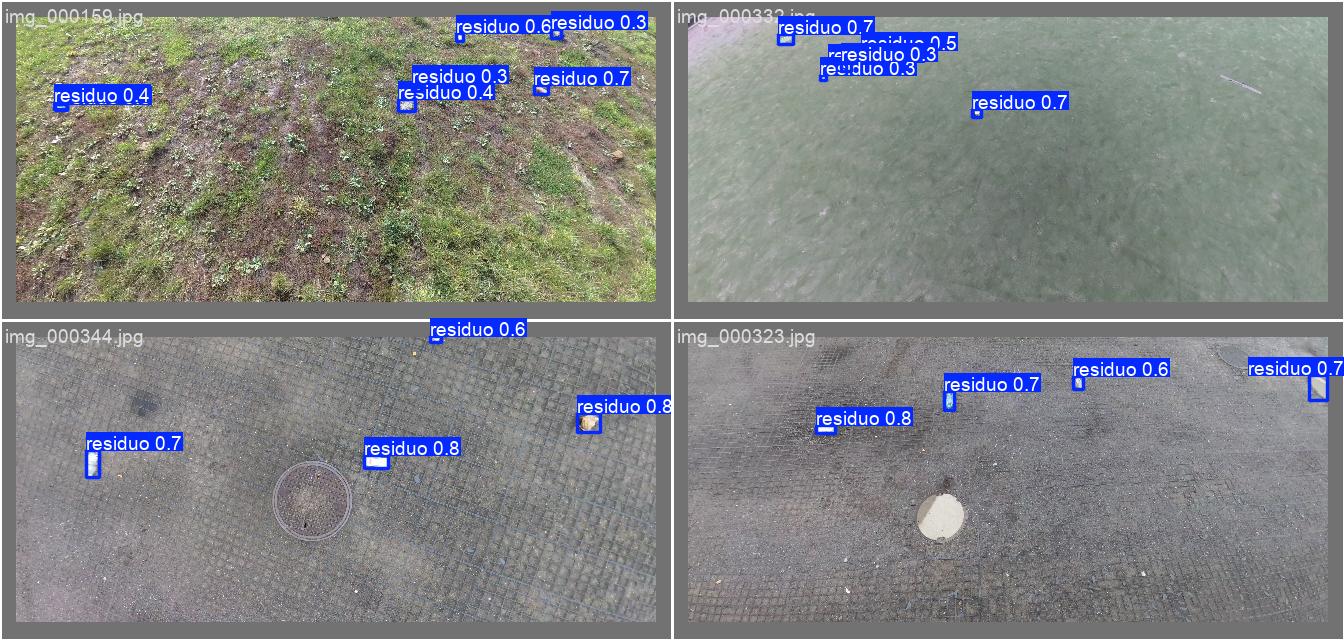 img_000159.jpg
residuo 0.6
residuo 0.3
residuo 0.3
residuo 0.7
residuo 0.4
residuo 0.4
img_000332.jpg
residuo 0.7
residuo 0.5
residuo 0.3
residuo 0.3
residuo 0.7
img_000344.jpg
residuo 0.6
residuo 0.8
residuo 0.7
residuo 0.8
img_000323.jpg
residuo 0.6
residuo 0.7
residuo 0.7
residuo 0.8